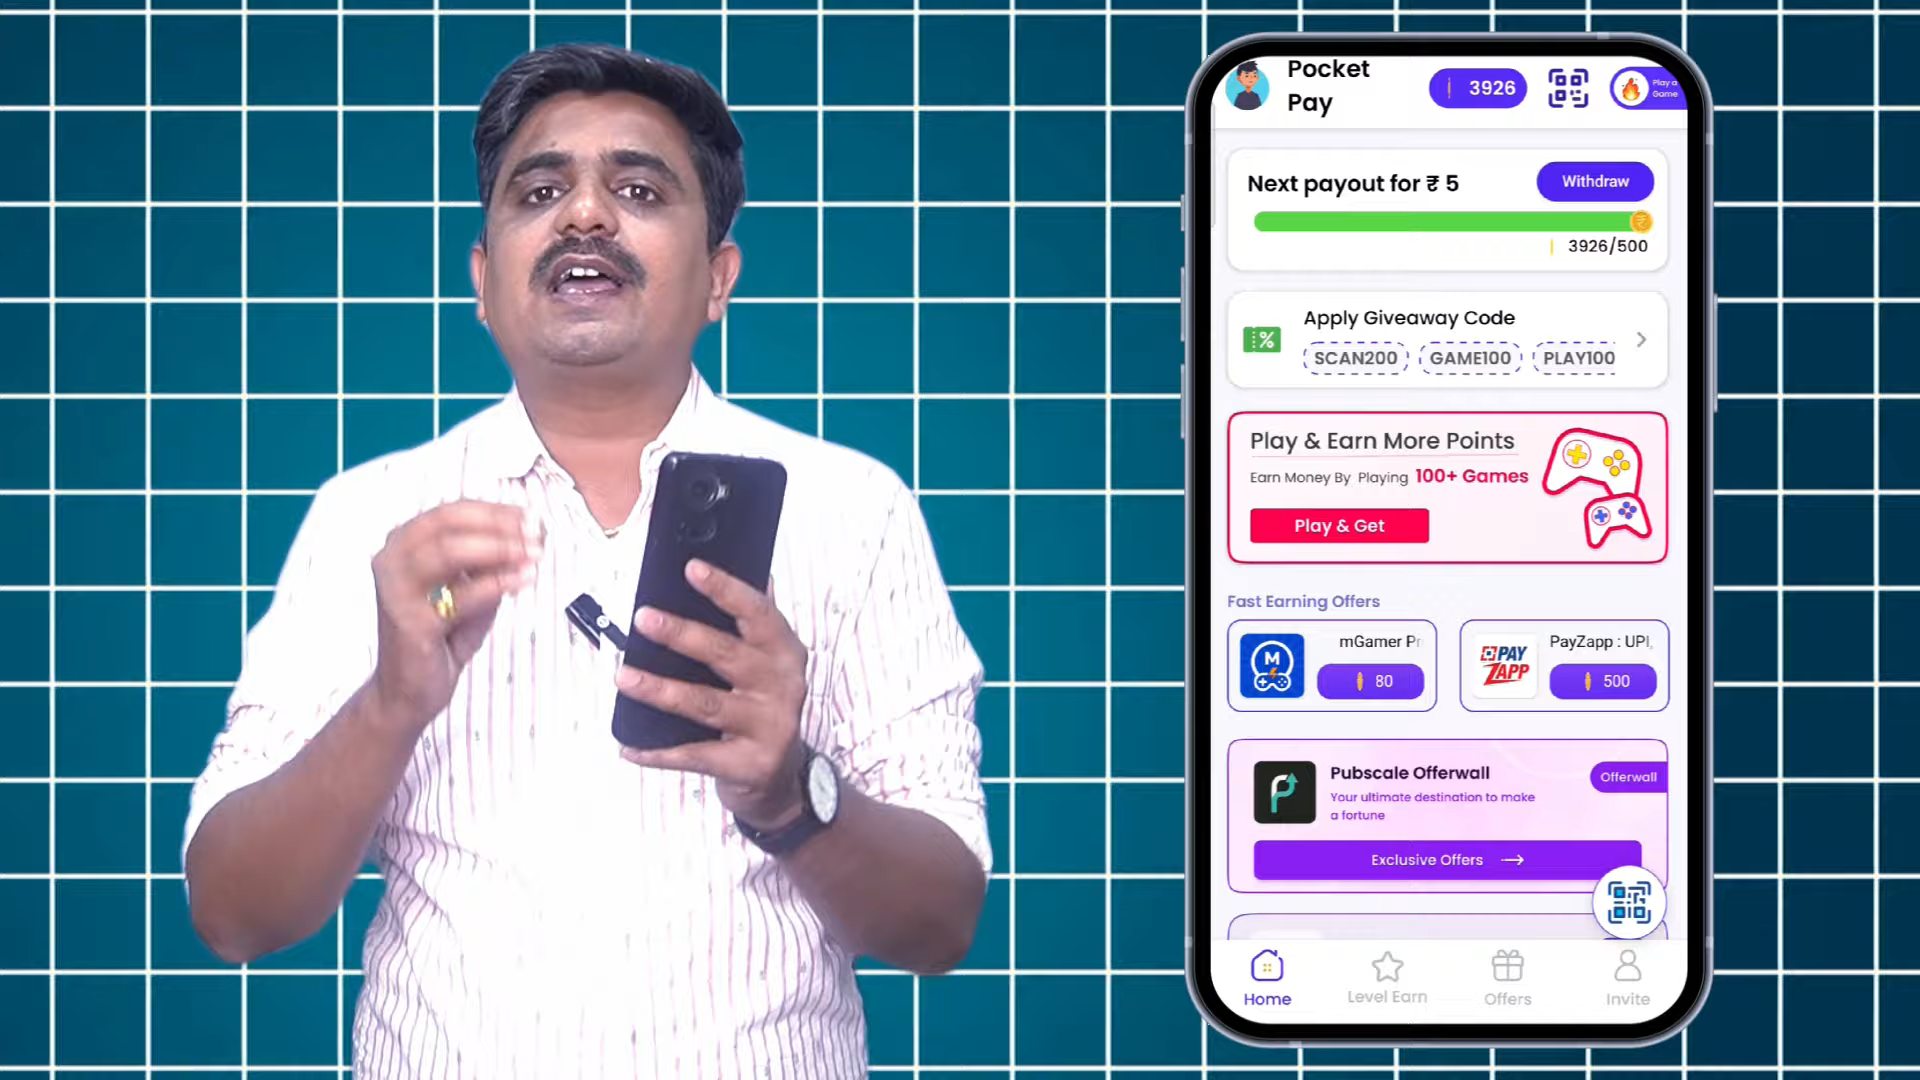 Pocket
Pay
3926
Play a
Game
Next payout for ₹ 5
Withdraw
3926/500
Apply Giveaway Code
%
SCAN200
GAME100
PLAY100
Play & Earn More Points
Earn Money By Playing 100+ Games
Play & Get
Fast Earning Offers
M
mGamer Pr
80
PAY
ZAPP
PayZapp : UPI,
500
Pubscale Offerwall
Offerwall
Your ultimate destination to make
a fortune
Exclusive Offers
Home
Level Earn
Offers
Invite